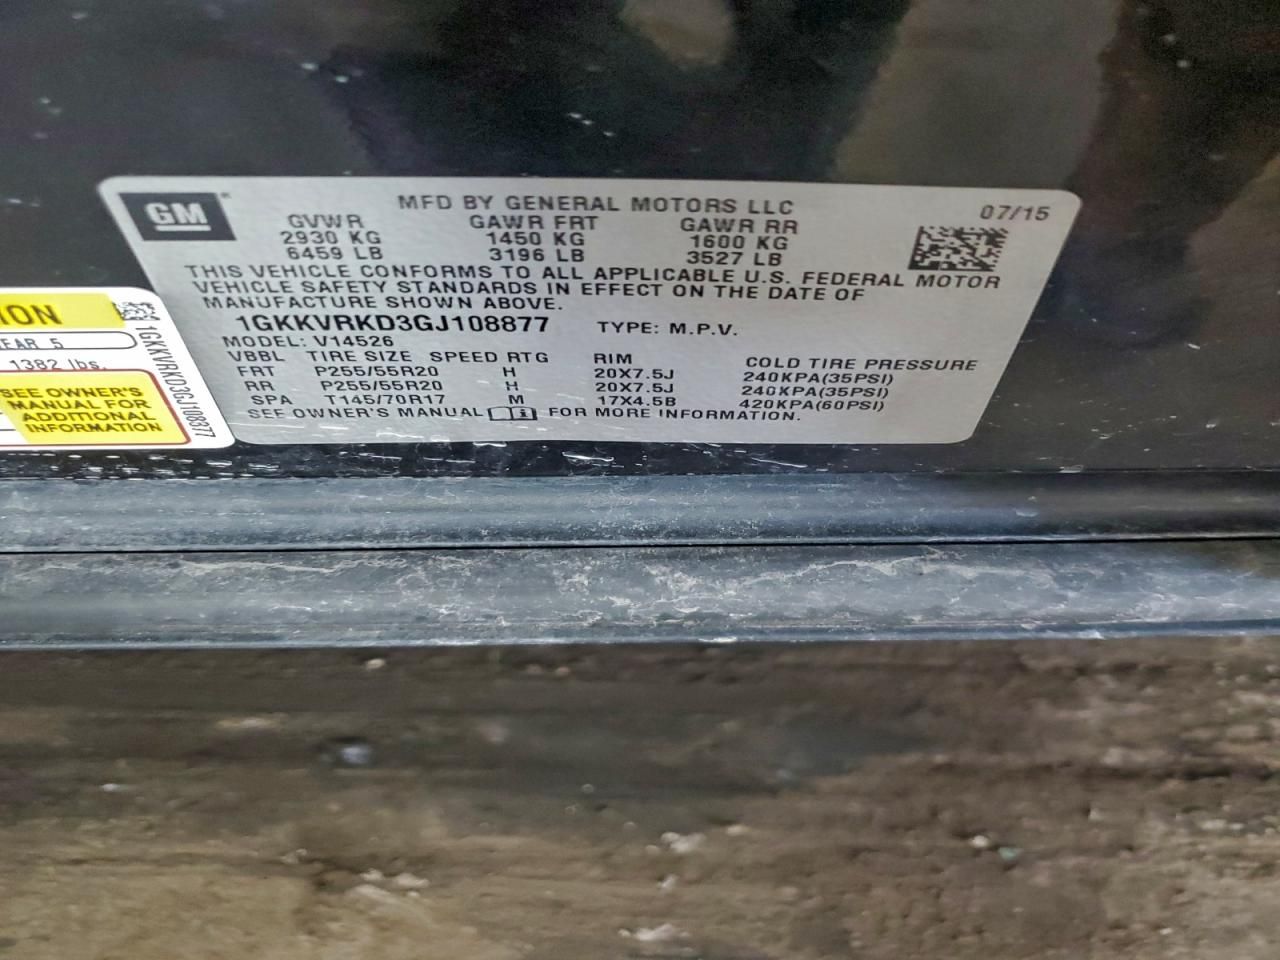 GM
MFD BY GENERAL MOTORS LLC
07/15
GVWR GAWR FRT GAWR RR
2930 KG 1450 KG 1600 KG
6459 LB 3196 LB 3527 LB
THIS VEHICLE CONFORMS TO ALL APPLICABLE U.S. FEDERAL MOTOR
VEHICLE SAFETY STANDARDS IN EFFECT ON THE DATE OF
MANUFACTURE SHOWN ABOVE.
1GKKVRKD3GJ108877 TYPE: M.P.V.
MODEL: V14526
VBBL TIRE SIZE SPEED RTG RIM COLD TIRE PRESSURE
FRT P255/55R20 H 20X7.5J 240KPA(35PSI)
RR P255/55R20 H 20X7.5J 240KPA(35PSI)
SPA T145/70R17 M 17X4.5B 420KPA(60PSI)
SEE OWNER'S MANUAL FOR MORE INFORMATION.
ION
EAR 5
1382 lbs.
SEE OWNER'S
MANUAL FOR
ADDITIONAL
INFORMATION
1GKKVRKD3GJ108877